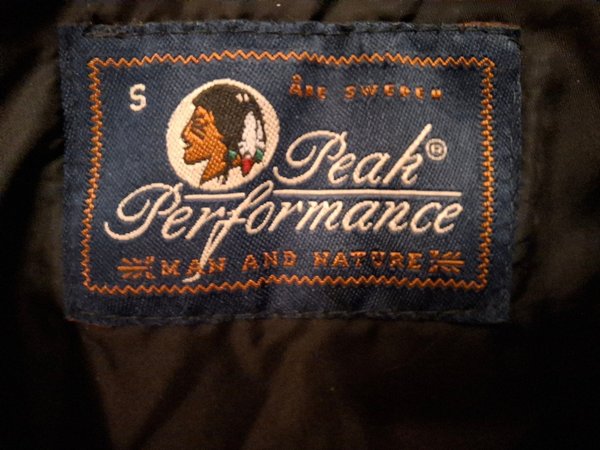 S
ÅRE SWEDEN
Peak®
Performance
MAN AND NATURE